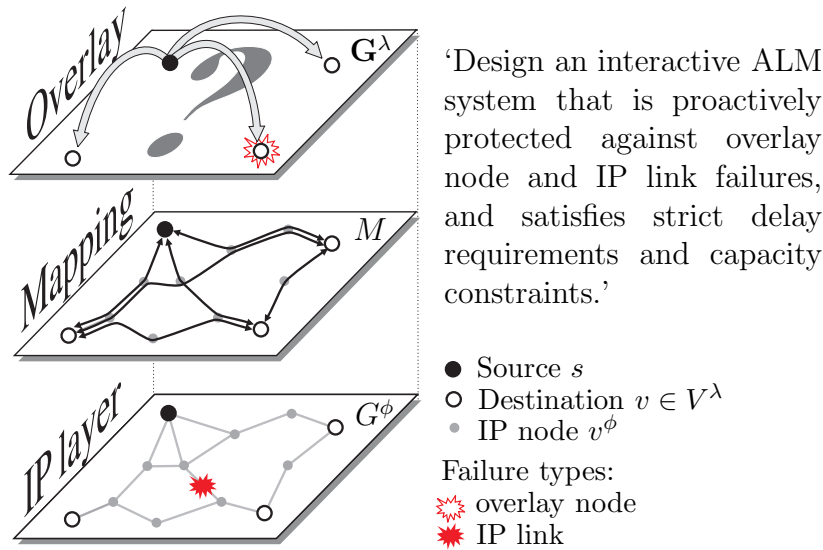 Overlay
G^λ
Mapping
M
IP layer
G^ϕ
‘Design an interactive ALM
system that is proactively
protected against overlay
node and IP link failures,
and satisfies strict delay
requirements and capacity
constraints.’
Source s
Destination v ∈ V^λ
IP node v^ϕ
Failure types:
overlay node
IP link